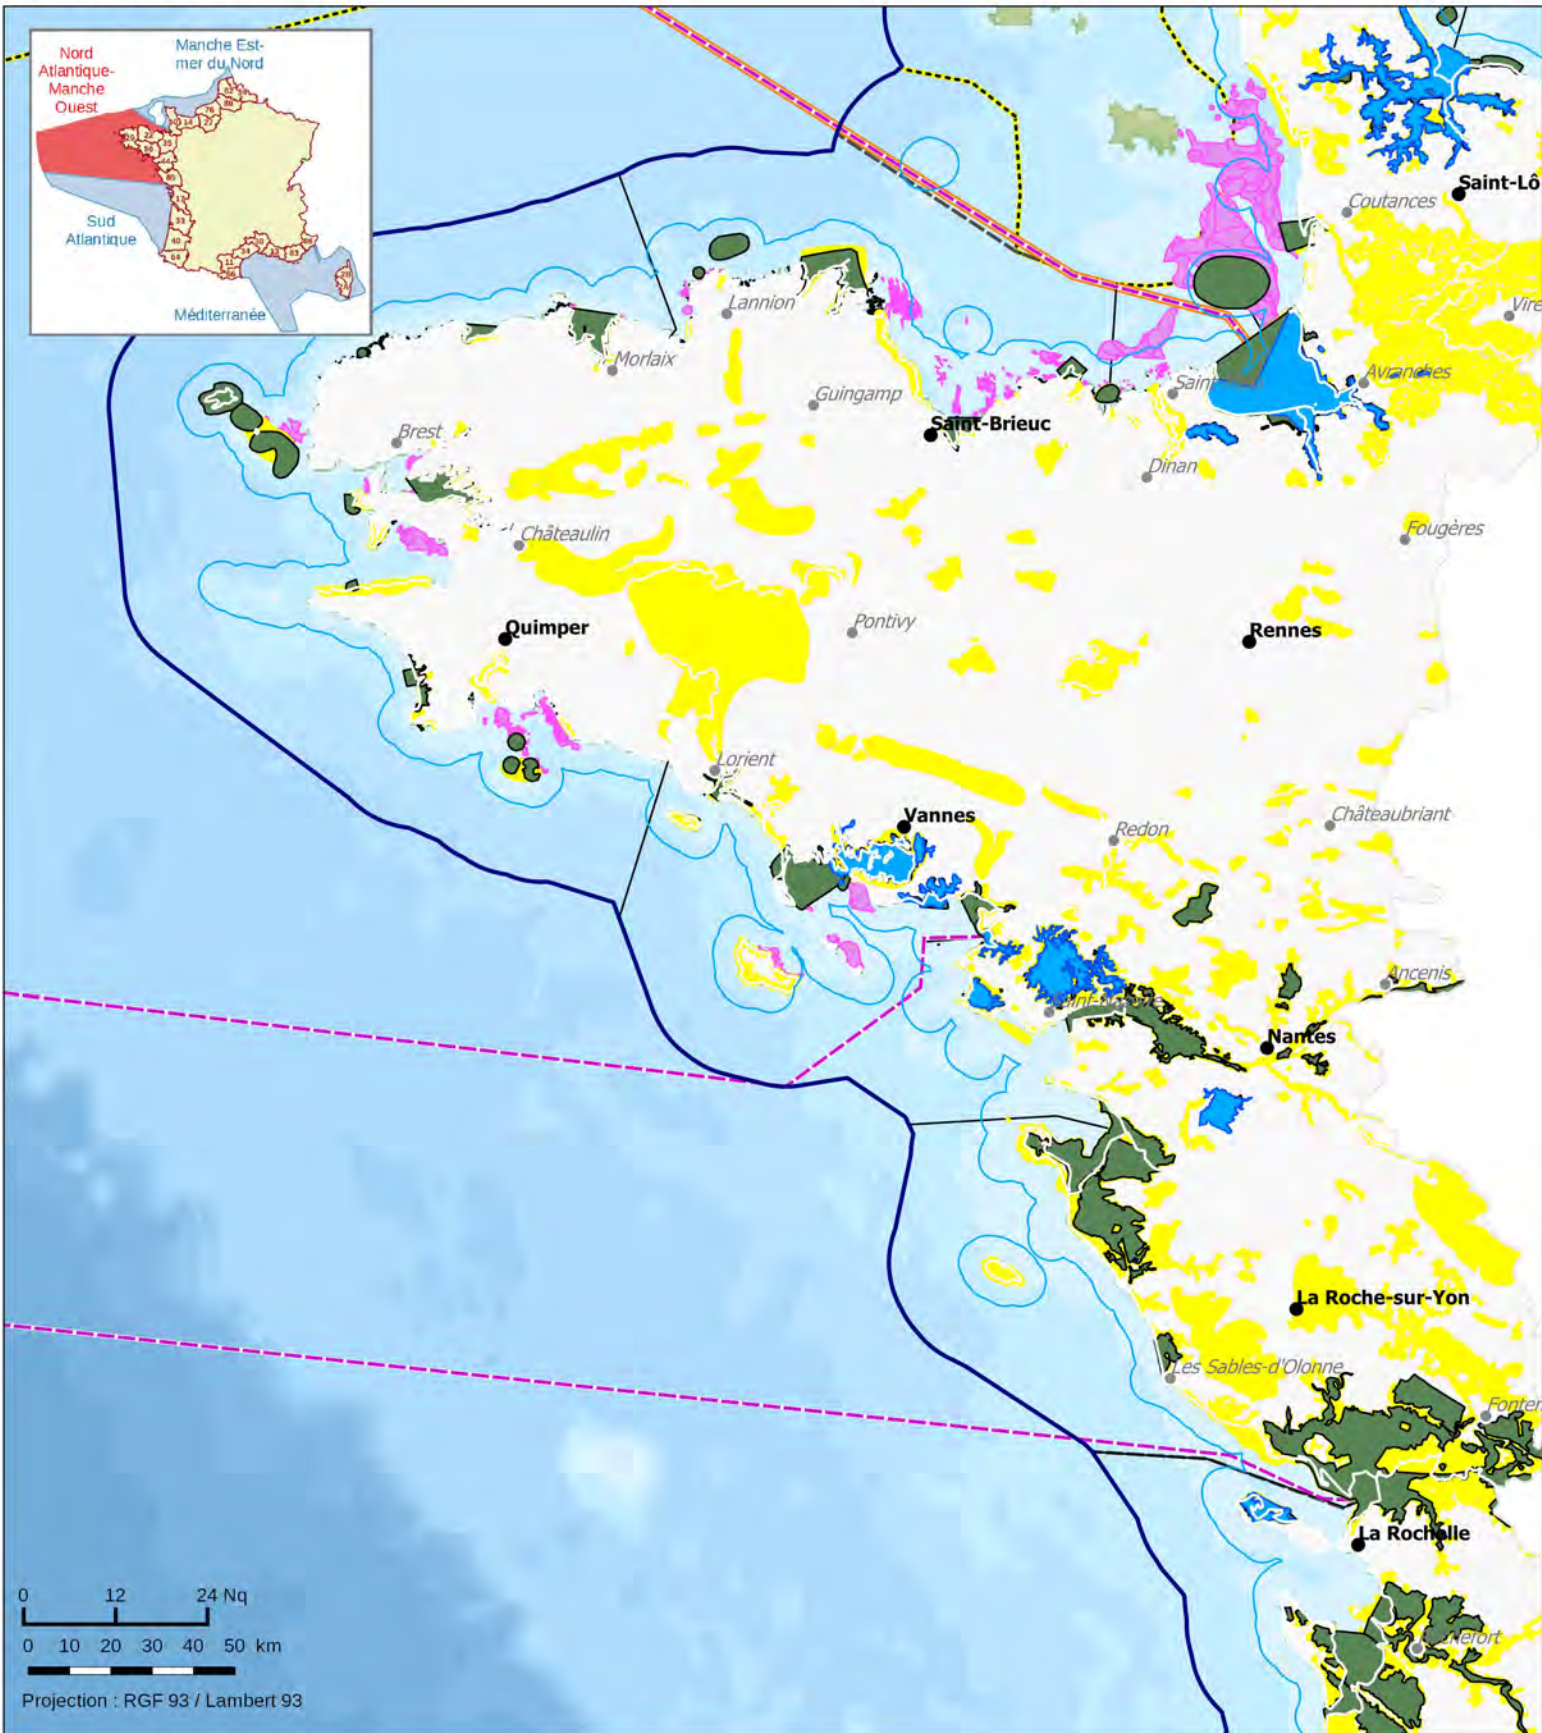 Nord
Atlantique-
Manche
Ouest
Manche Est-
mer du Nord
Sud
Atlantique
Méditerranée
Saint-Lô
Coutances
Vire
Lannion
Morlaix
Guingamp
Saint
Avranches
Brest
Saint-Brieuc
Dinan
Châteaulin
Fougères
Quimper
Pontivy
Rennes
Lorient
Vannes
Redon
Châteaubriant
Ancenis
Nantes
La Roche-sur-Yon
Les Sables-d'Olonne
La Rochelle
0 12 24 Nq
0 10 20 30 40 50 km
Projection : RGF 93 / Lambert 93